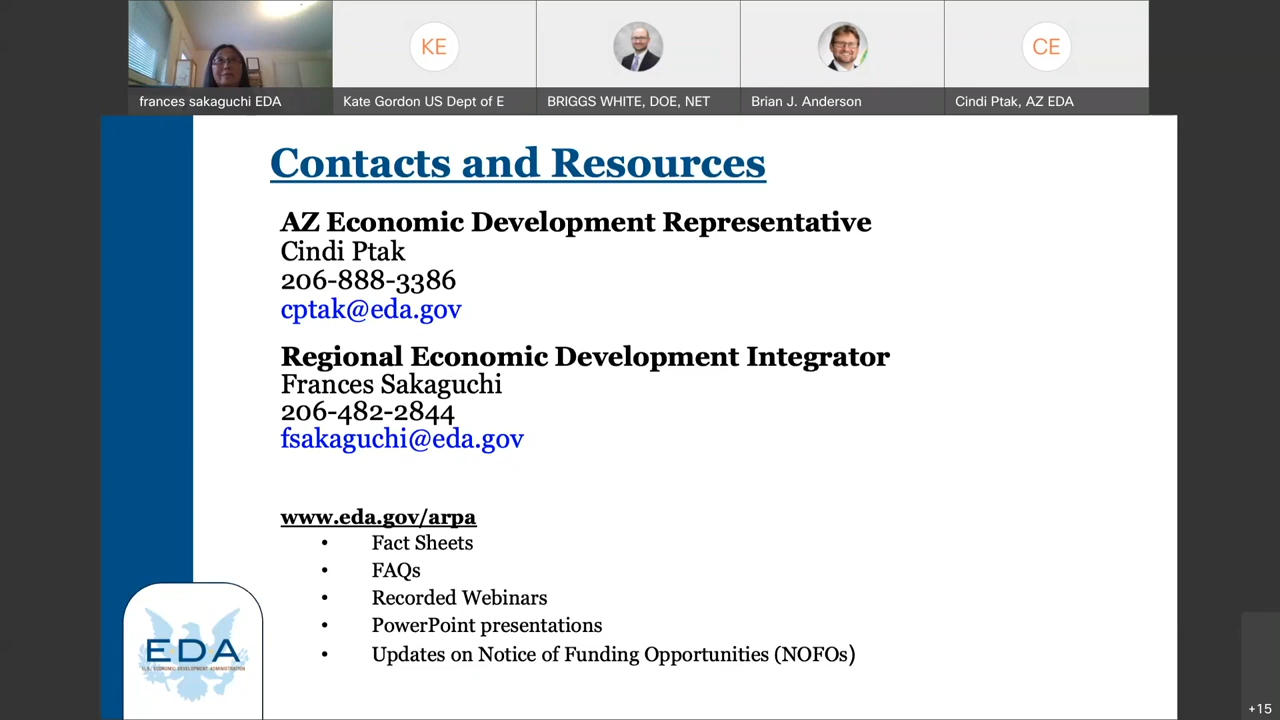 KE
CE
frances sakaguchi EDA
Kate Gordon US Dept of E
BRIGGS WHITE, DOE, NET
Brian J. Anderson
Cindi Ptak, AZ EDA
Contacts and Resources
AZ Economic Development Representative
Cindi Ptak
206-888-3386
cptak@eda.gov
Regional Economic Development Integrator
Frances Sakaguchi
206-482-2844
fsakaguchi@eda.gov
www.eda.gov/arpa
• Fact Sheets
• FAQs
• Recorded Webinars
• PowerPoint presentations
• Updates on Notice of Funding Opportunities (NOFOs)
EDA
U.S. ECONOMIC DEVELOPMENT ADMINISTRATION
+15